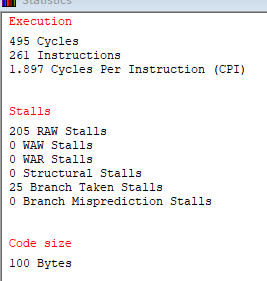 Statistics
Execution
495 Cycles
261 Instructions
1.897 Cycles Per Instruction (CPI)
Stalls
205 RAW Stalls
0 WAW Stalls
0 WAR Stalls
0 Structural Stalls
25 Branch Taken Stalls
0 Branch Misprediction Stalls
Code size
100 Bytes